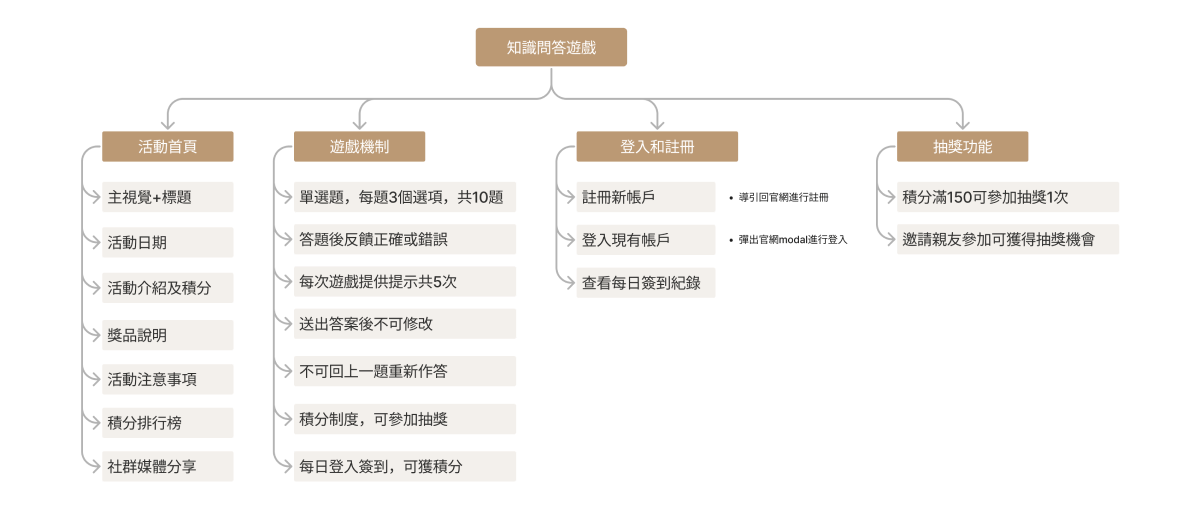 知識問答遊戲
活動首頁
主視覺+標題
活動日期
活動介紹及積分
獎品說明
活動注意事項
積分排行榜
社群媒體分享
遊戲機制
單選題，每題3個選項，共10題
答題後反饋正確或錯誤
每次遊戲提供提示共5次
送出答案後不可修改
不可回上一題重新作答
積分制度，可參加抽獎
每日登入簽到，可獲積分
登入和註冊
註冊新帳戶
• 導引回官網進行註冊
登入現有帳戶
• 彈出官網modal進行登入
查看每日簽到紀錄
抽獎功能
積分滿150可參加抽獎1次
邀請親友參加可獲得抽獎機會